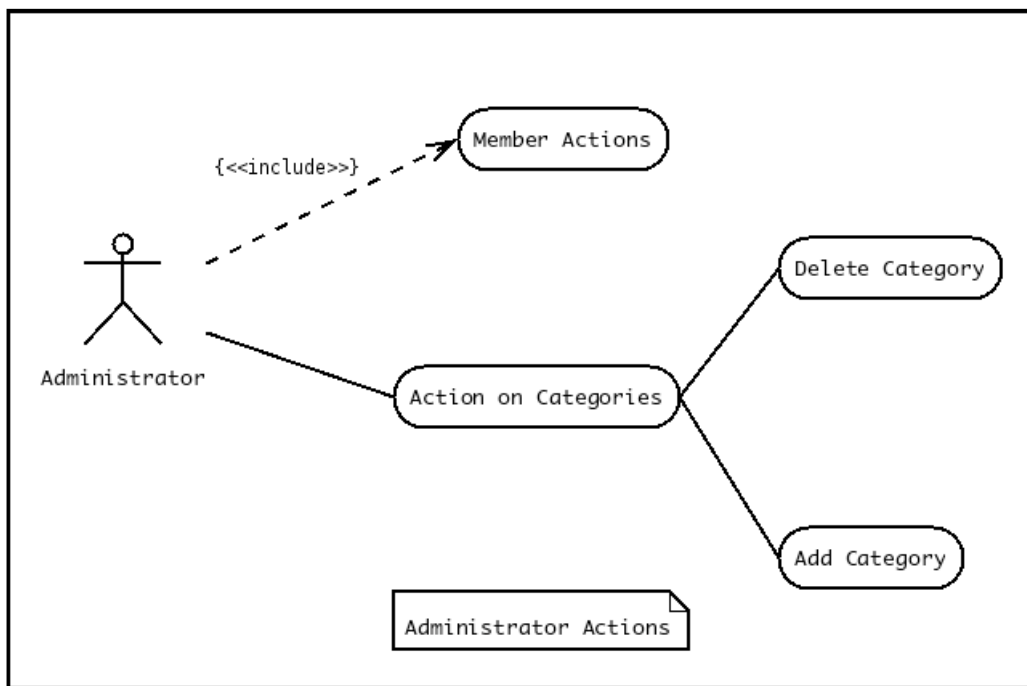 Member Actions
{<<include>>}
Delete Category
Administrator
Action on Categories
Add Category
Administrator Actions